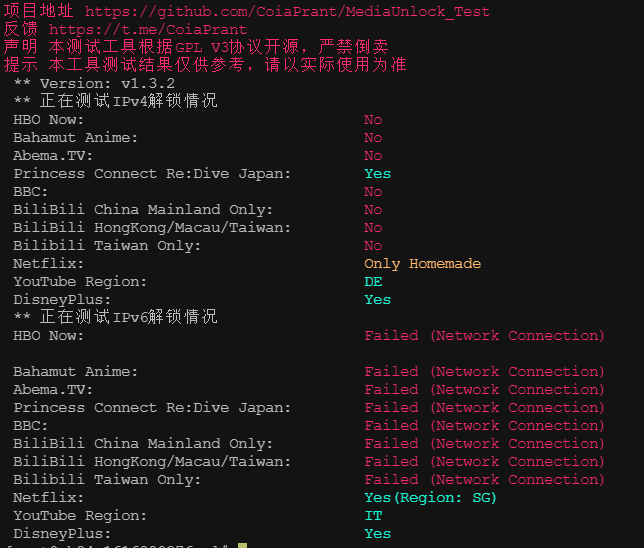 项目地址 https://github.com/CoiaPrant/MediaUnlock_Test
反馈 https://t.me/CoiaPrant
声明 本测试工具根据GPL V3协议开源，严禁倒卖
提示 本工具测试结果仅供参考，请以实际使用为准
** Version: v1.3.2
** 正在测试IPv4解锁情况
HBO Now: No
Bahamut Anime: No
Abema.TV: No
Princess Connect Re:Dive Japan: Yes
BBC: No
BiliBili China Mainland Only: No
BiliBili HongKong/Macau/Taiwan: No
Bilibili Taiwan Only: No
Netflix: Only Homemade
YouTube Region: DE
DisneyPlus: Yes
** 正在测试IPv6解锁情况
HBO Now: Failed (Network Connection)
Bahamut Anime: Failed (Network Connection)
Abema.TV: Failed (Network Connection)
Princess Connect Re:Dive Japan: Failed (Network Connection)
BBC: Failed (Network Connection)
BiliBili China Mainland Only: Failed (Network Connection)
BiliBili HongKong/Macau/Taiwan: Failed (Network Connection)
Bilibili Taiwan Only: Failed (Network Connection)
Netflix: Yes(Region: SG)
YouTube Region: IT
DisneyPlus: Yes